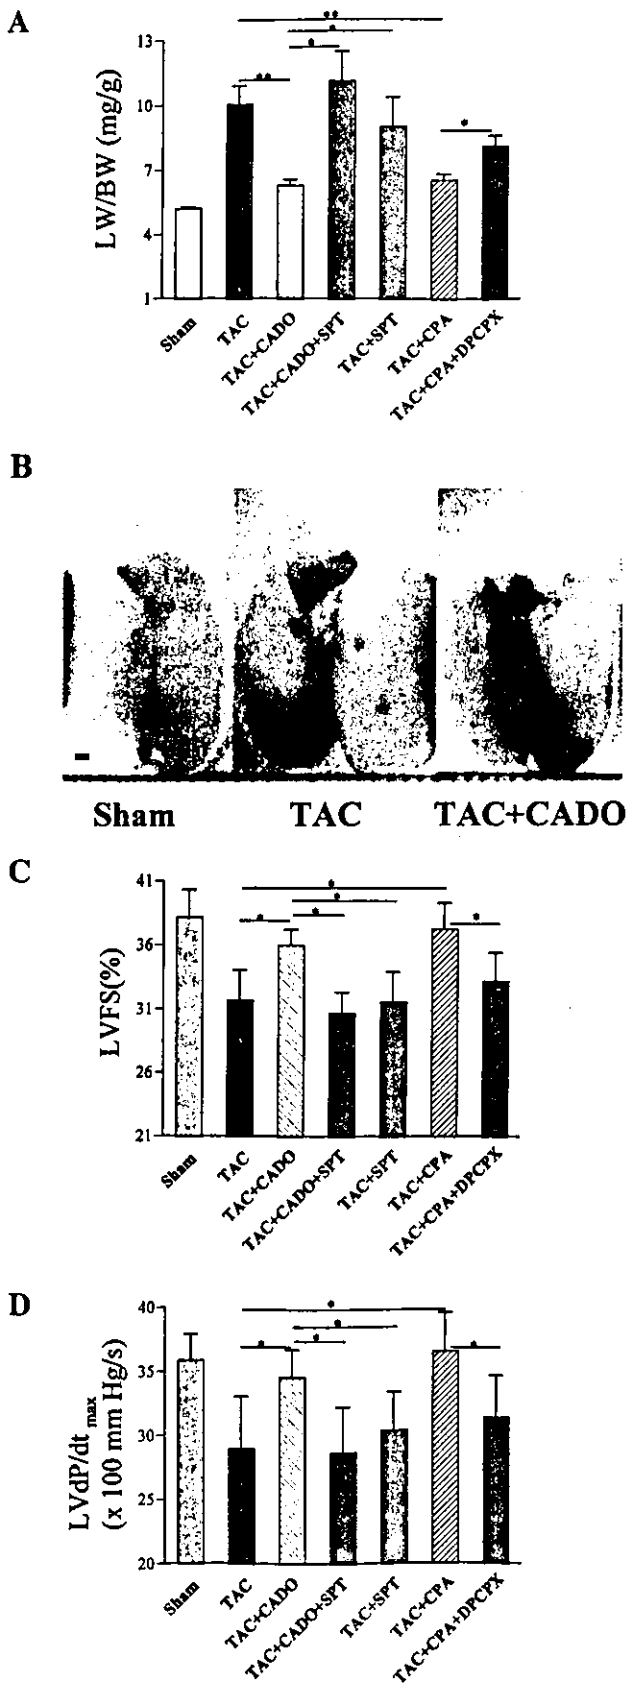 A
**
*
*
**
*
13
10
7
4
1
LW/BW (mg/g)
Sham
TAC
TAC+CADO
TAC+CADO+SPT
TAC+SPT
TAC+CPA
TAC+CPA+DPCPX
B
Sham TAC TAC+CADO
C
*
*
*
*
*
41
36
31
26
21
LVFS(%)
Sham
TAC
TAC+CADO
TAC+CADO+SPT
TAC+SPT
TAC+CPA
TAC+CPA+DPCPX
D
*
*
*
*
*
40
35
30
25
20
LVdP/dt max
(x 100 mm Hg/s)
Sham
TAC
TAC+CADO
TAC+CADO+SPT
TAC+SPT
TAC+CPA
TAC+CPA+DPCPX